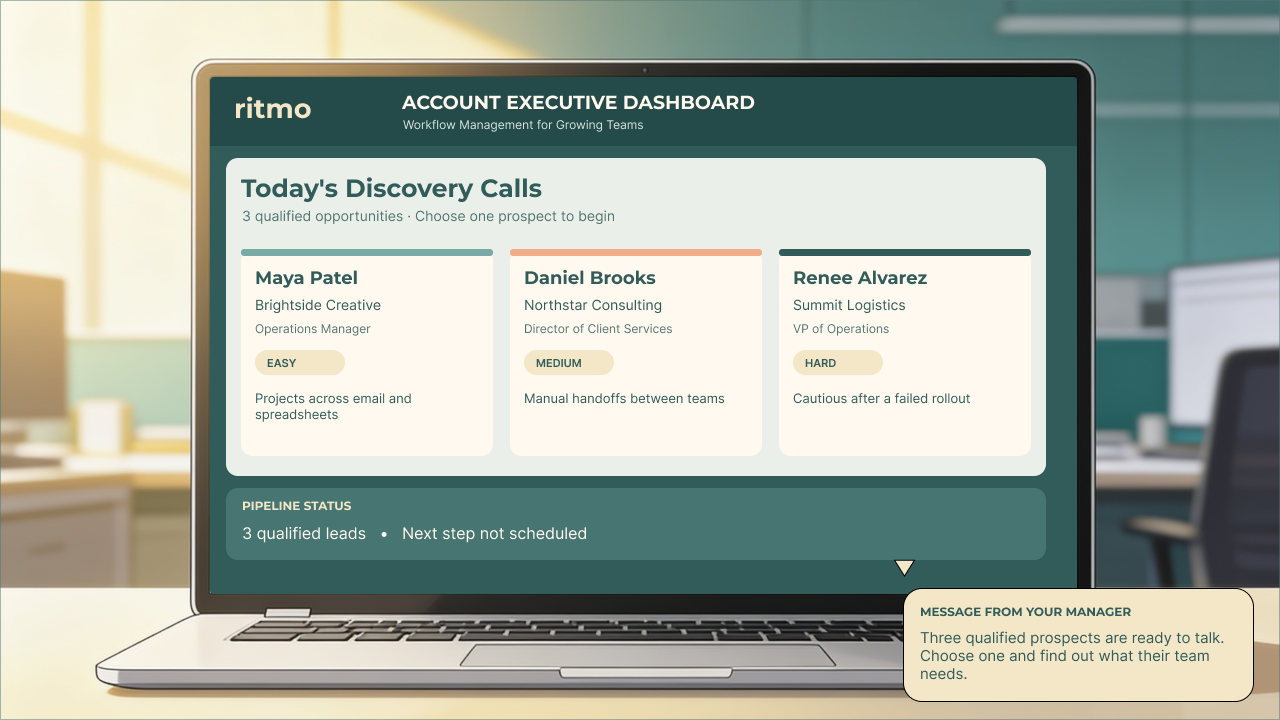 ritmo
ACCOUNT EXECUTIVE DASHBOARD
Workflow Management for Growing Teams
Today's Discovery Calls
3 qualified opportunities · Choose one prospect to begin
Maya Patel
Brightside Creative
Operations Manager
EASY
Projects across email and
spreadsheets
Daniel Brooks
Northstar Consulting
Director of Client Services
MEDIUM
Manual handoffs between teams
Renee Alvarez
Summit Logistics
VP of Operations
HARD
Cautious after a failed rollout
PIPELINE STATUS
3 qualified leads • Next step not scheduled
MESSAGE FROM YOUR MANAGER
Three qualified prospects are ready to talk.
Choose one and find out what their team
needs.